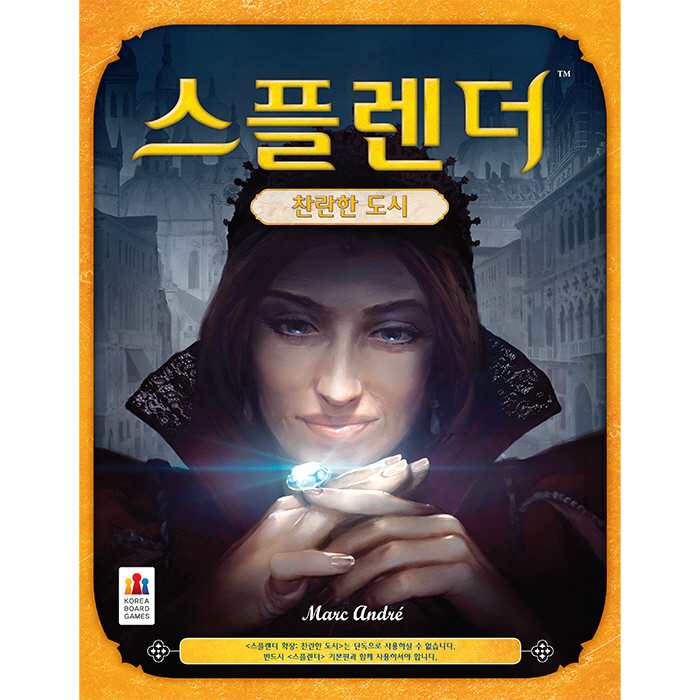 스플렌더™
찬란한 도시
KOREA
BOARD
GAMES
Marc André
<스플렌더 확장: 찬란한 도시>는 단독으로 사용하실 수 없습니다.
반드시 <스플렌더> 기본판과 함께 사용하셔야 합니다.